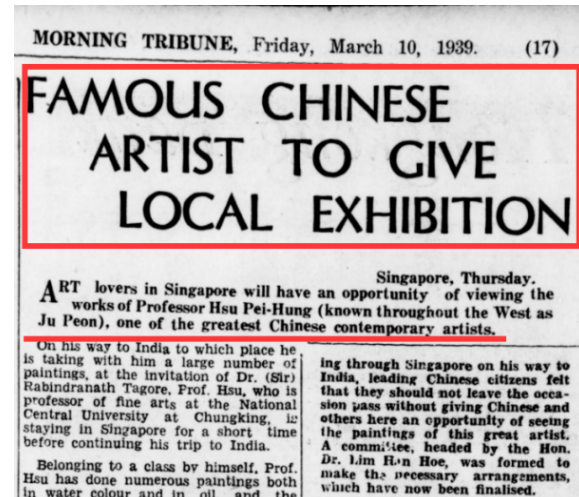 MORNING TRIBUNE, Friday, March 10, 1939. (17)
FAMOUS CHINESE
ARTIST TO GIVE
LOCAL EXHIBITION
Singapore, Thursday.
ART lovers in Singapore will have an opportunity of viewing the
works of Professor Hsu Pei-Hung (known throughout the West as
Ju Peon), one of the greatest Chinese contemporary artists.
On his way to India to which place he
is taking with him a large number of
paintings, at the invitation of Dr. (Sir)
Rabindranath Tagore, Prof. Hsu, who is
professor of fine arts at the National
Central University at Chungking, is
staying in Singapore for a short time
before continuing his trip to India.
Belonging to a class by himself, Prof.
Hsu has done numerous paintings both
in water colour and in oil and the
ing through Singapore on his way to
India, leading Chinese citizens felt
that they should not leave the occa-
sion pass without giving Chinese and
others here an opportunity of seeing
the paintings of this great artist.
A committee, headed by the Hon.
Dr. Lim Han Hoe, was formed to
make the necessary arrangements,
which have now been finalised.